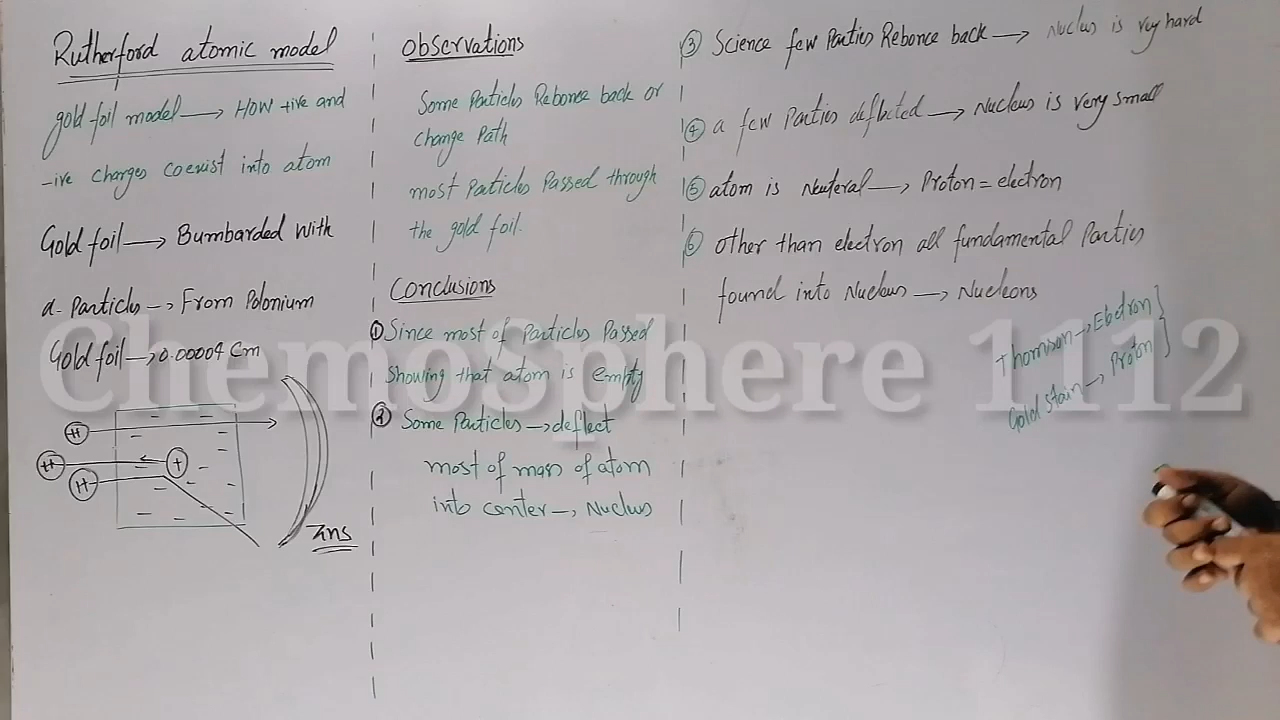 Rutherford atomic model
gold foil model → How +ive and
-ive charges coexist into atom
Gold foil → Bumbarded with
α-Particles → From Polonium
Gold foil → 0.00004 Cm
Zns
Observations
Some Particles Rebonce back or
change Path
most Particles Passed through
the gold foil.
Conclusions
① Since most of Particles Passed
Showing that atom is empty
② Some Particles → deflect
most of mass of atom
into center → Nucleus
③ Science few Parties Rebonce back → Nucleus is very hard
④ a few Parties deflected → Nucleus is very small
⑤ atom is Neuteral → Proton = electron
⑥ other than electron all fundamental Parties
found into Nucleus → Nucleons
Thomison → Electron
Gold stain → Proton
ChemoSphere 1112